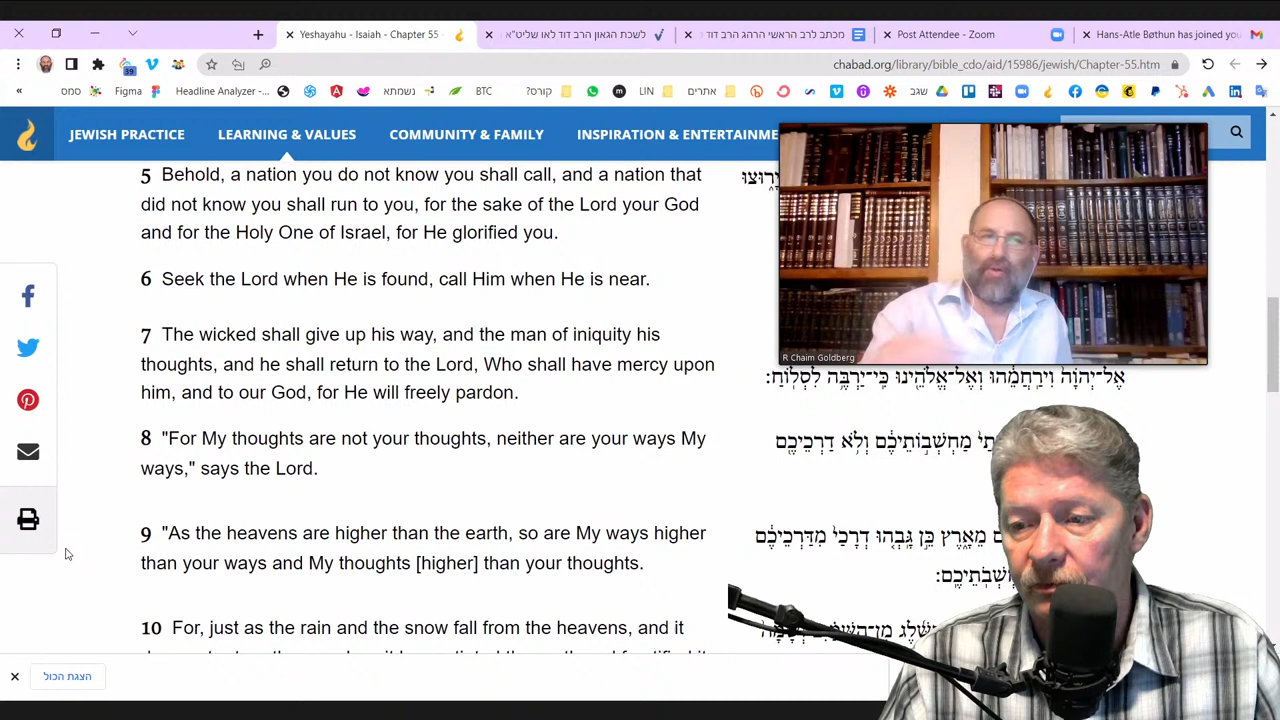 Yeshayahu - Isaiah - Chapter 55 -
לשכת הגאון הרב דוד לאו שליט"א
מכתב לרב הראשי הרהג הרב דוד
Post Attendee - Zoom
Hans-Atle Bøthun has joined you
39
chabad.org/library/bible_cdo/aid/15986/jewish/Chapter-55.htm
סמס
Figma
Headline Analyzer -...
נשמתא
BTC
קורס?
LIN
אתרים
שגב
JEWISH PRACTICE
LEARNING & VALUES
COMMUNITY & FAMILY
INSPIRATION & ENTERTAINME
5 Behold, a nation you do not know you shall call, and a nation that
did not know you shall run to you, for the sake of the Lord your God
and for the Holy One of Israel, for He glorified you.
6 Seek the Lord when He is found, call Him when He is near.
7 The wicked shall give up his way, and the man of iniquity his
thoughts, and he shall return to the Lord, Who shall have mercy upon
him, and to our God, for He will freely pardon.
8 "For My thoughts are not your thoughts, neither are your ways My
ways," says the Lord.
9 "As the heavens are higher than the earth, so are My ways higher
than your ways and My thoughts [higher] than your thoughts.
10 For, just as the rain and the snow fall from the heavens, and it
R Chaim Goldberg
אֶל־יְהֹוָה֙ וִירַֽחֲמֵ֔הוּ וְאֶל־אֱלֹהֵ֖ינוּ כִּֽי־יַרְבֶּ֥ה לִסְלֽוֹחַ:
מַחְשְׁב֣וֹתֵיכֶ֔ם וְלֹ֥א דַרְכֵיכֶ֖ם
מֵאָ֑רֶץ כֵּ֣ן גָּֽבְה֚וּ דְרָכַי֙ מִדַּרְכֵיכֶ֔ם
הצגת הכול